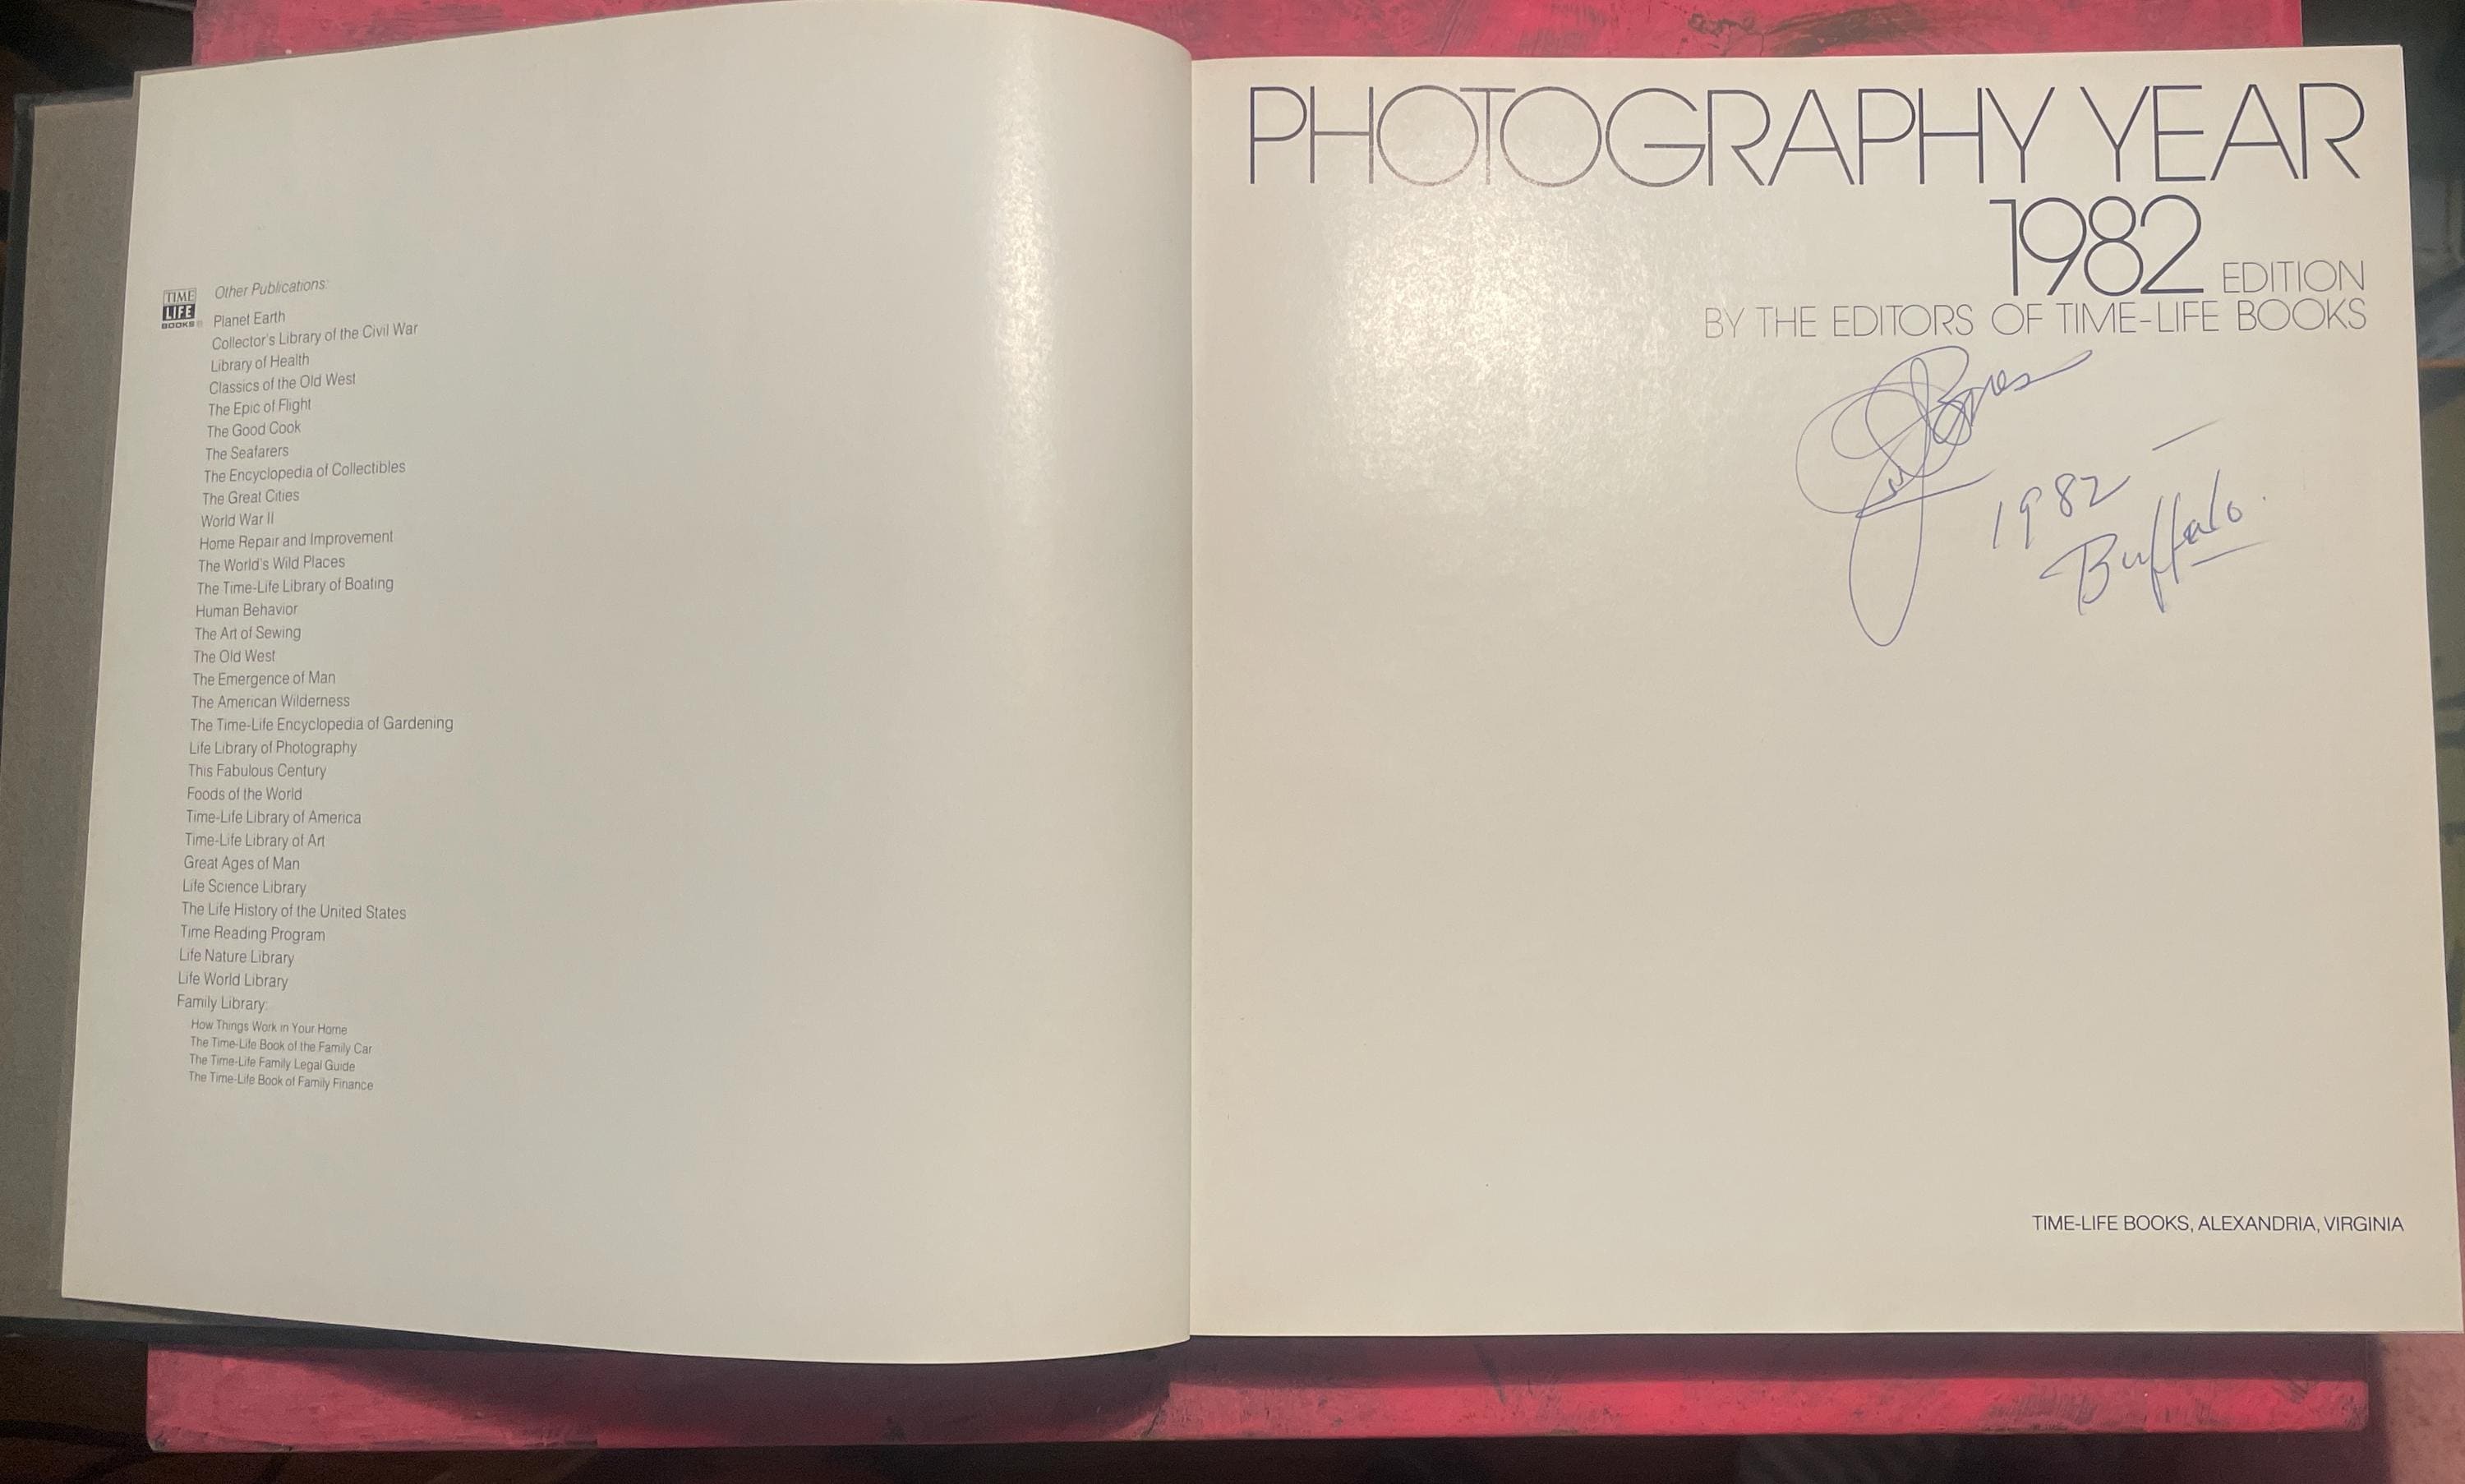 TIME
LIFE
BOOKS®
Other Publications:
Planet Earth
Collector's Library of the Civil War
Library of Health
Classics of the Old West
The Epic of Flight
The Good Cook
The Seafarers
The Encyclopedia of Collectibles
The Great Cities
World War II
Home Repair and Improvement
The World's Wild Places
The Time-Life Library of Boating
Human Behavior
The Art of Sewing
The Old West
The Emergence of Man
The American Wilderness
The Time-Life Encyclopedia of Gardening
Life Library of Photography
This Fabulous Century
Foods of the World
Time-Life Library of America
Time-Life Library of Art
Great Ages of Man
Life Science Library
The Life History of the United States
Time Reading Program
Life Nature Library
Life World Library
Family Library:
How Things Work in Your Home
The Time-Life Book of the Family Car
The Time-Life Family Legal Guide
The Time-Life Book of Family Finance
PHOTOGRAPHY YEAR
1982 EDITION
BY THE EDITORS OF TIME-LIFE BOOKS
1982 –
Buffalo.
TIME-LIFE BOOKS, ALEXANDRIA, VIRGINIA